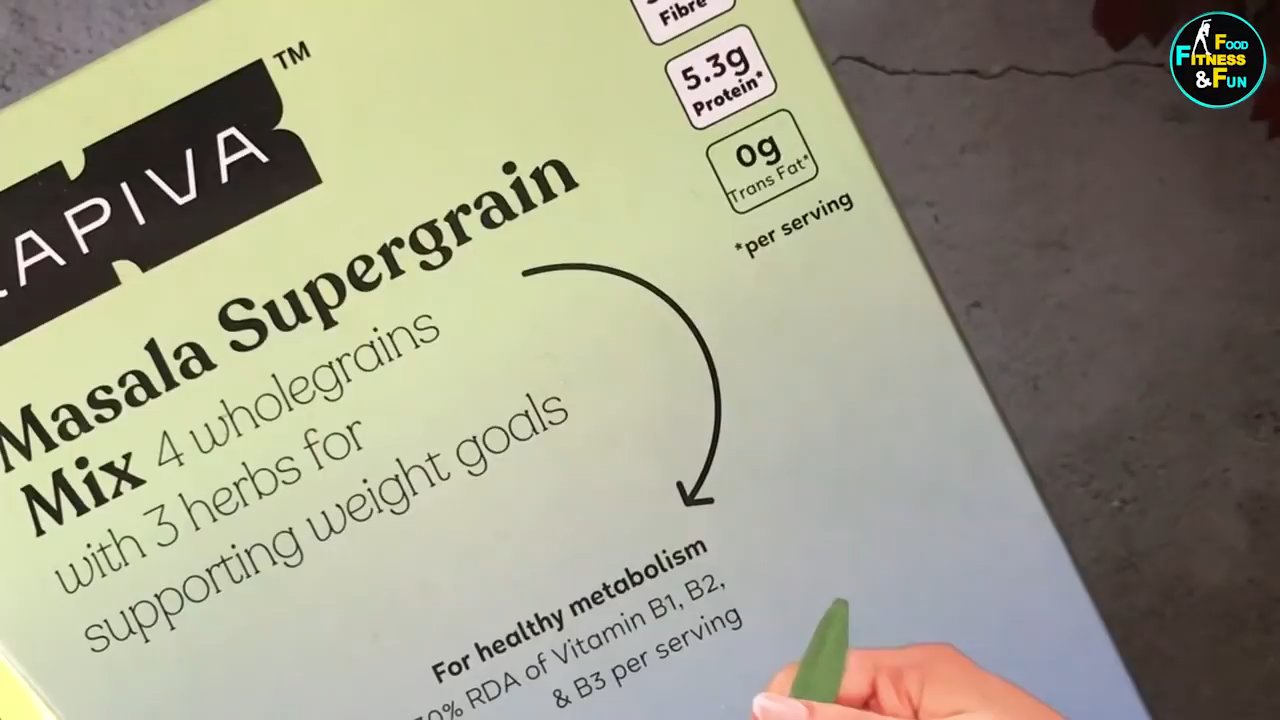 Fibre
5.3g
Protein*
0g
Trans Fat*
*per serving
TM
APIVA
Masala Supergrain
Mix 4 wholegrains
with 3 herbs for
supporting weight goals
For healthy metabolism
0% RDA of Vitamin B1, B2,
& B3 per serving
FOOD
FITNESS
& FUN